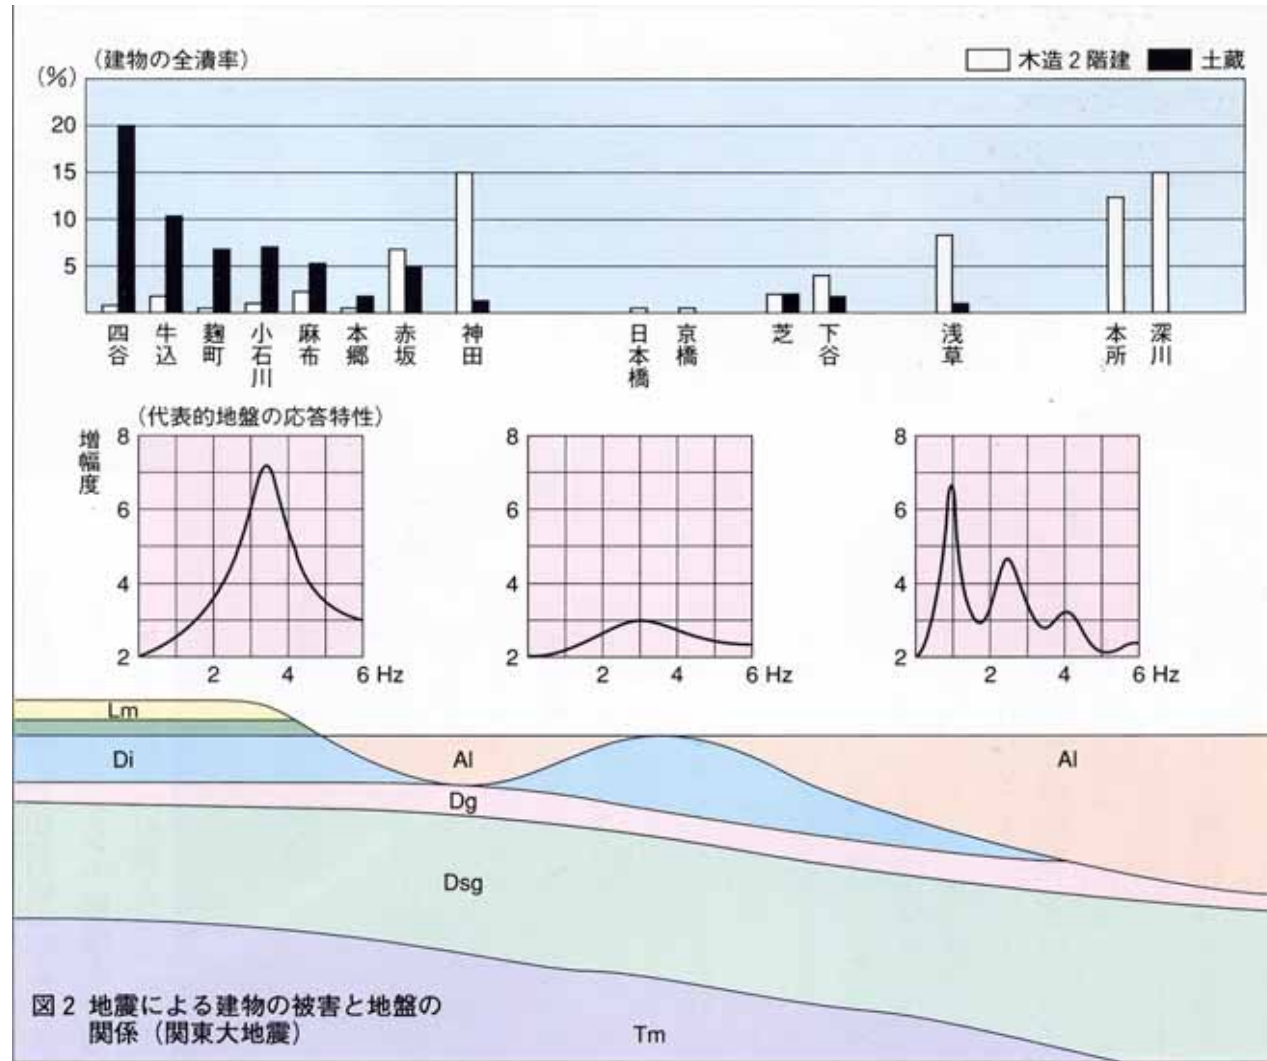 (建物の全潰率)
(%)
木造2階建 土蔵
20
15
10
5
四谷
牛込
麹町
小石川
麻布
本郷
赤坂
神田
日本橋
京橋
芝
下谷
浅草
本所
深川
(代表的地盤の応答特性)
増幅度
8
6
4
2
2 4 6 Hz
8
6
4
2
2 4 6 Hz
8
6
4
2
2 4 6 Hz
Lm
Di
Al
Al
Dg
Dsg
図2 地震による建物の被害と地盤の
関係(関東大地震)
Tm